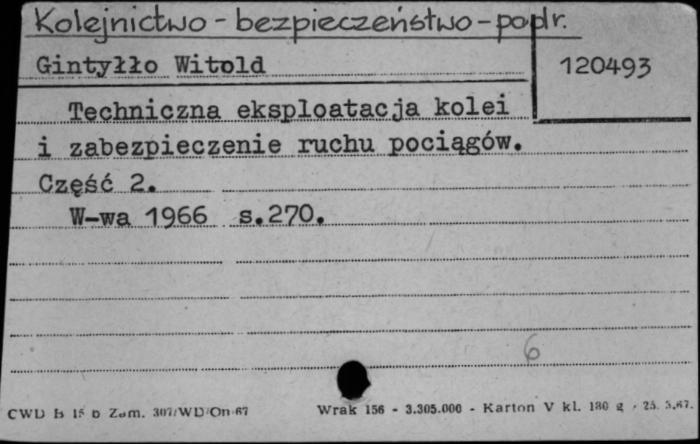 Kolejnictwo - bezpieczeństwo - podr.
Gintyłło Witold
120493
Techniczna eksploatacja kolei
i zabezpieczenie ruchu pociągów.
Część 2.
W-wa 1966 s.270.
6
CWD b 15 b Zam. 307/WD/On-67
Wrak 156 - 3.305.000 - Karton V kl. 180 g - 25. 5.67.